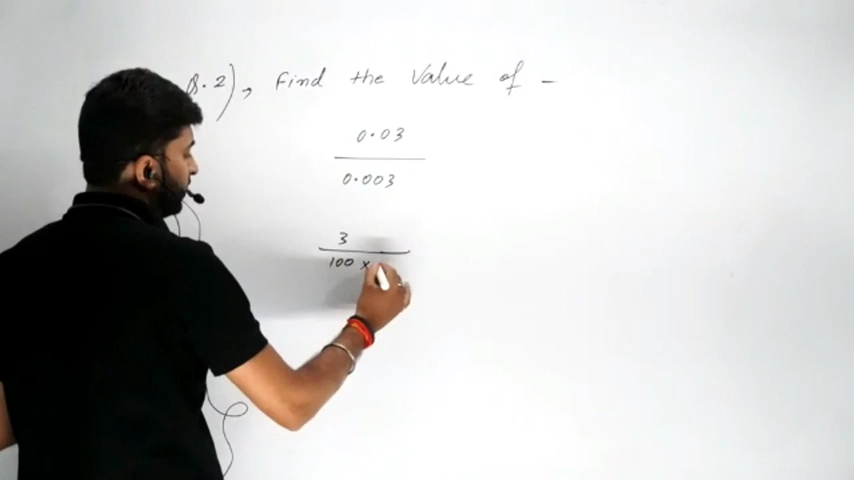 Q.2), Find the value of -
0.03
0.003
3
100 x